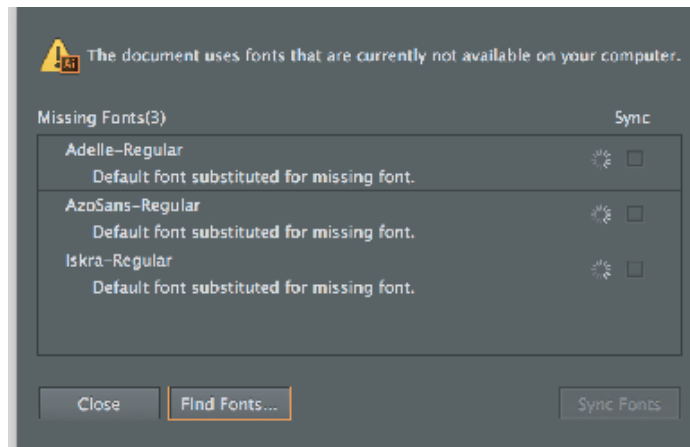 The document uses fonts that are currently not available on your computer.
Missing Fonts(3) Sync
Adelle-Regular
Default font substituted for missing font.
AzoSans-Regular
Default font substituted for missing font.
Iskra-Regular
Default font substituted for missing font.
Close Find Fonts... Sync Fonts